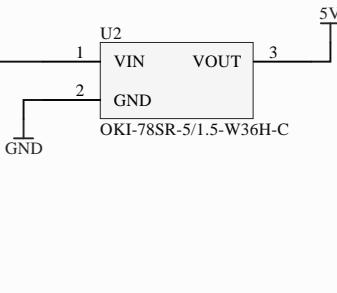 5V
U2
1 VIN VOUT 3
2 GND
OKI-78SR-5/1.5-W36H-C
GND